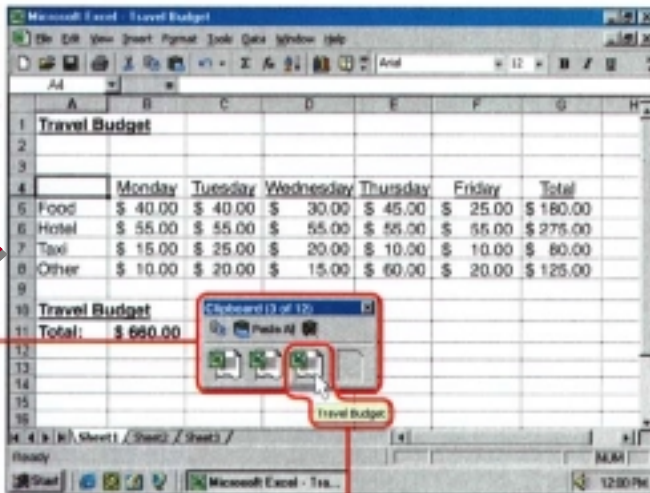 Microsoft Excel - Travel Budget
File Edit View Insert Format Tools Data Window Help
Arial 12 B I U
A4
A B C D E F G H
1 Travel Budget
2
3
4 Monday Tuesday Wednesday Thursday Friday Total
5 Food $ 40.00 $ 40.00 $ 30.00 $ 45.00 $ 25.00 $ 180.00
6 Hotel $ 55.00 $ 55.00 $ 55.00 $ 55.00 $ 55.00 $ 275.00
7 Taxi $ 15.00 $ 25.00 $ 20.00 $ 10.00 $ 10.00 $ 80.00
8 Other $ 10.00 $ 20.00 $ 15.00 $ 60.00 $ 20.00 $ 125.00
9
10 Travel Budget
11 Total: $ 660.00
Clipboard (3 of 12)
Paste All
12
13
14
Travel Budget
15
16
Sheet1 Sheet2 Sheet3
Ready NUM
Start Microsoft Excel - Tra... 12:00 PM